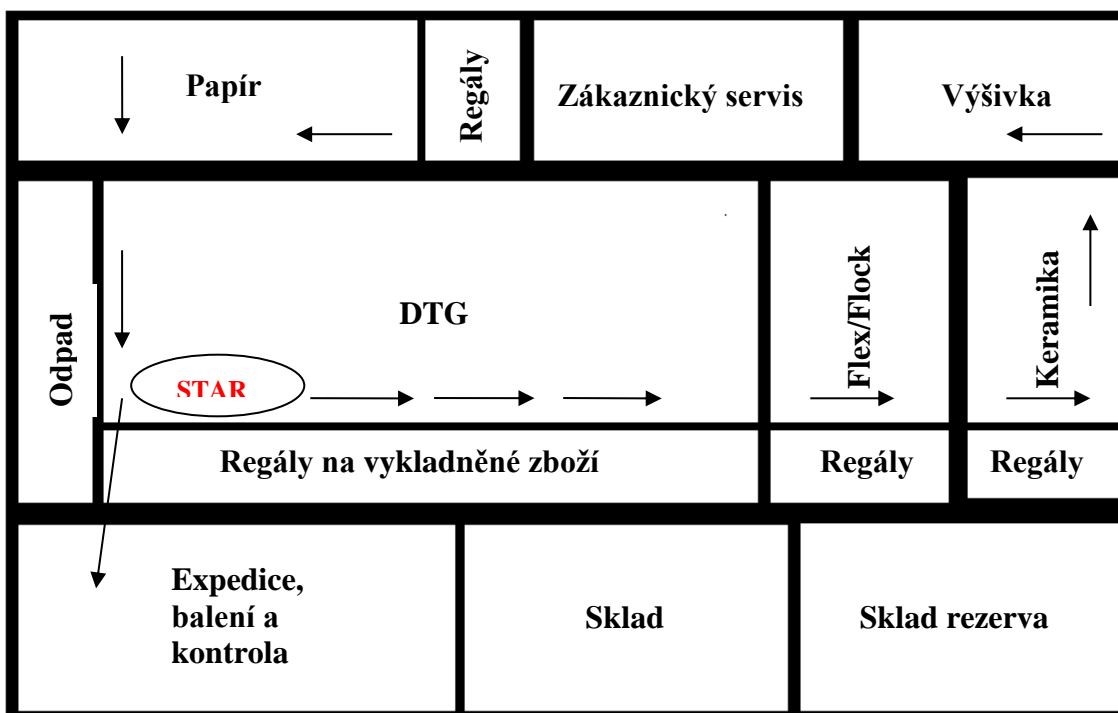 Papír
Regály
Zákaznický servis
Výšivka
Odpad
DTG
Flex/Flock
Keramika
STAR
Regály na vykladněné zboží
Regály
Regály
Expedice,
balení a
kontrola
Sklad
Sklad rezerva